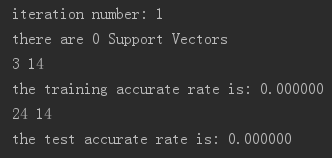 iteration number: 1
there are 0 Support Vectors
3 14
the training accurate rate is: 0.000000
24 14
the test accurate rate is: 0.000000